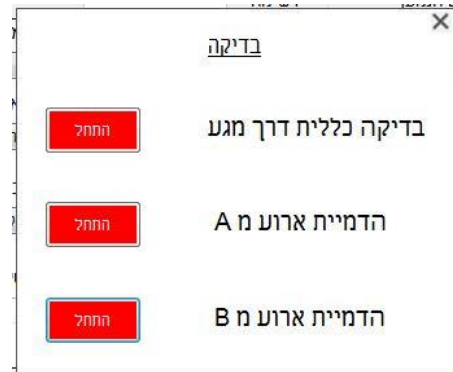 בדיקה
בדיקה כללית דרך מגע
התחל
הדמיית ארוע מ A
התחל
הדמיית ארוע מ B
התחל